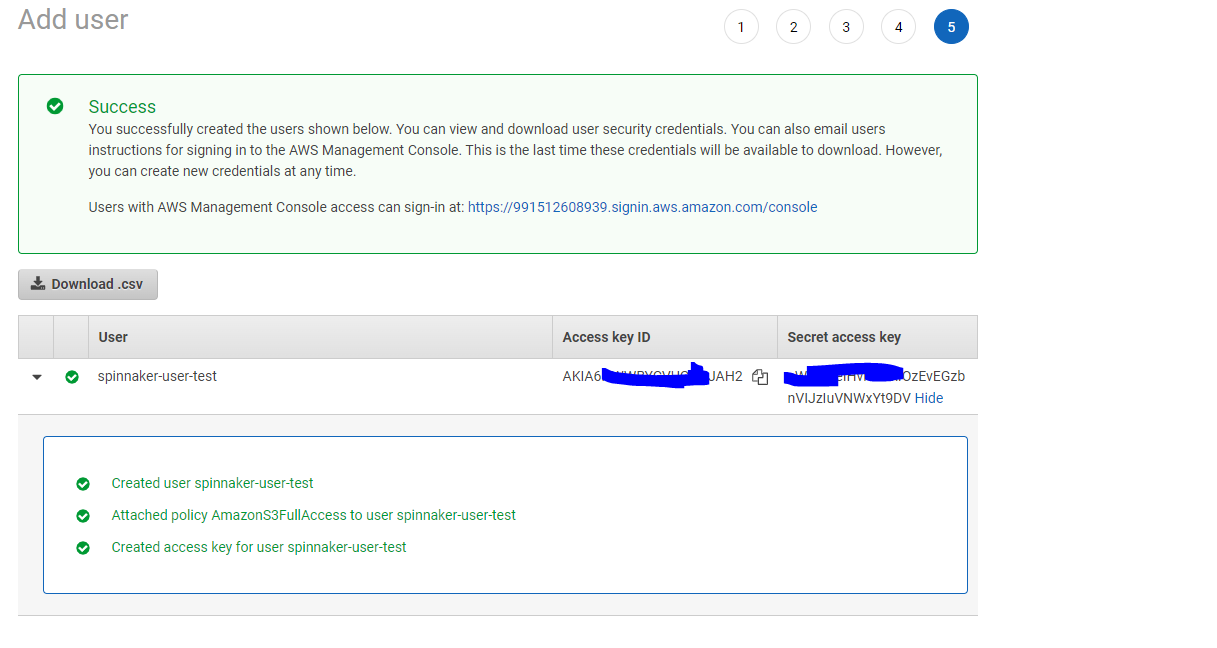 Add user
1 2 3 4 5
Success
You successfully created the users shown below. You can view and download user security credentials. You can also email users
instructions for signing in to the AWS Management Console. This is the last time these credentials will be available to download. However,
you can create new credentials at any time.
Users with AWS Management Console access can sign-in at: https://991512608939.signin.aws.amazon.com/console
Download .csv
User Access key ID Secret access key
spinnaker-user-test
Hide
Created user spinnaker-user-test
Attached policy AmazonS3FullAccess to user spinnaker-user-test
Created access key for user spinnaker-user-test